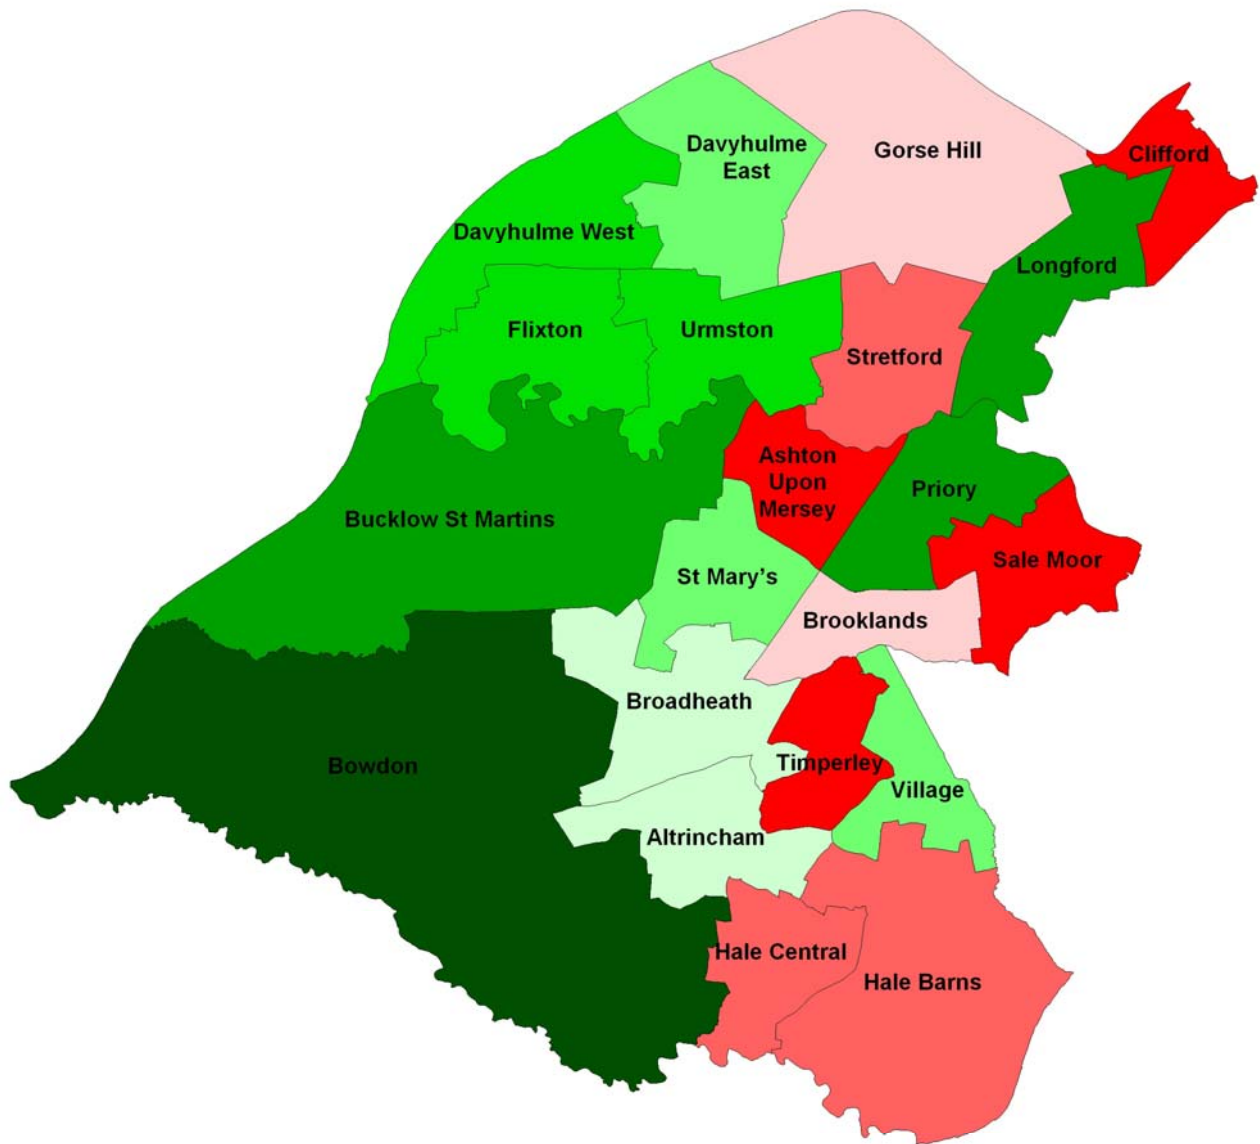 Davyhulme
East
Gorse Hill
Clifford
Davyhulme West
Longford
Flixton
Urmston
Stretford
Ashton
Upon
Mersey
Priory
Bucklow St Martins
Sale Moor
St Mary's
Brooklands
Broadheath
Bowdon
Timperley
Village
Altrincham
Hale Central
Hale Barns